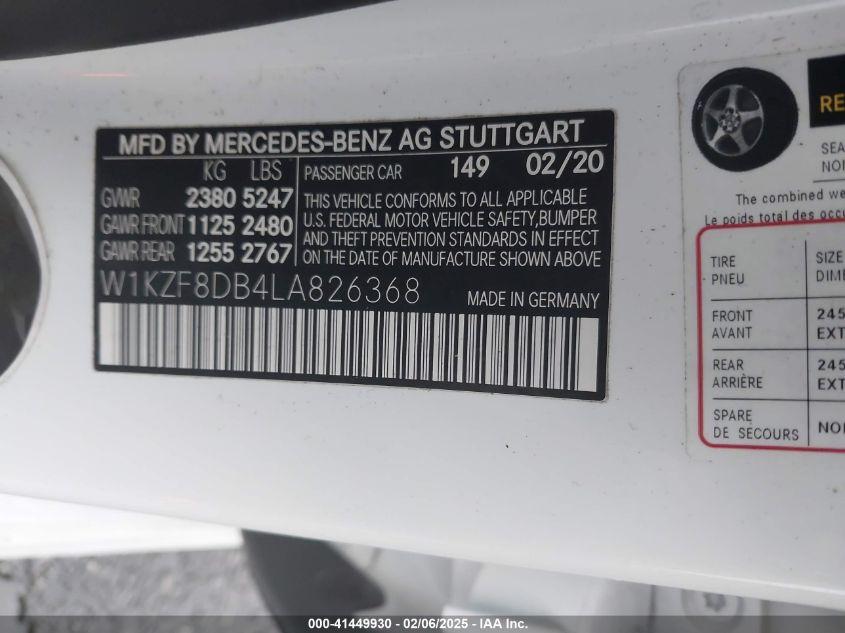 MFD BY MERCEDES-BENZ AG STUTTGART
KG LBS PASSENGER CAR 149 02/20
GVWR 2380 5247
GAWR FRONT 1125 2480
GAWR REAR 1255 2767
THIS VEHICLE CONFORMS TO ALL APPLICABLE
U.S. FEDERAL MOTOR VEHICLE SAFETY, BUMPER
AND THEFT PREVENTION STANDARDS IN EFFECT
ON THE DATE OF MANUFACTURE SHOWN ABOVE
W1KZF8DB4LA826368 MADE IN GERMANY
The combined
Le poids total des
TIRE SIZE
PNEU
FRONT 245
AVANT
REAR 245
ARRIÈRE
SPARE
DE SECOURS
000-41449930 - 02/06/2025 - IAA Inc.